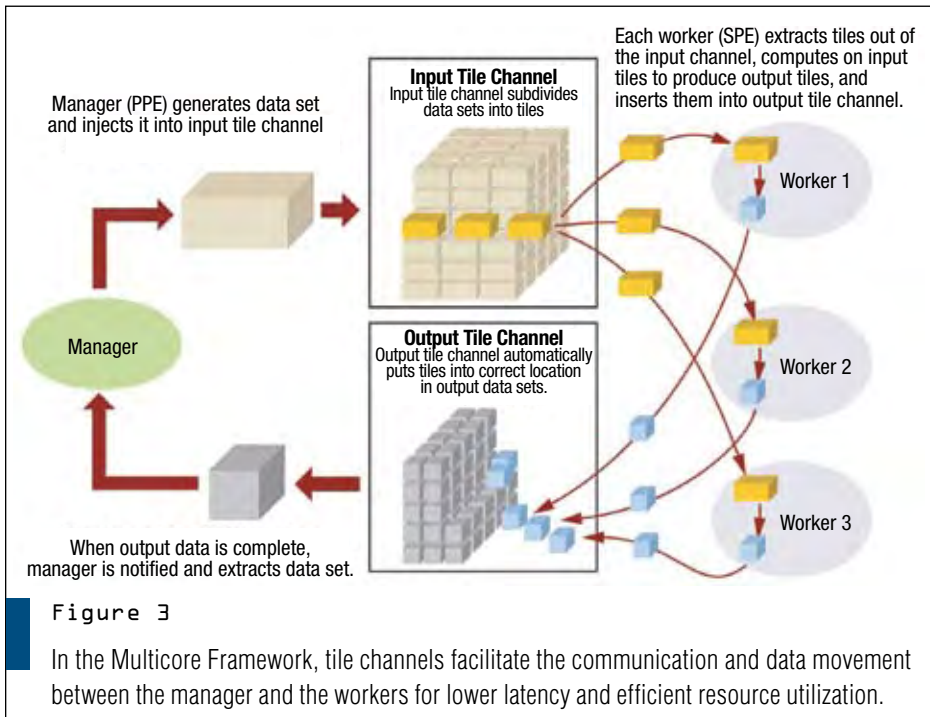 Manager (PPE) generates data set
and injects it into input tile channel
Input Tile Channel
Input tile channel subdivides
data sets into tiles
Each worker (SPE) extracts tiles out of
the input channel, computes on input
tiles to produce output tiles, and
inserts them into output tile channel.
Worker 1
Manager
Output Tile Channel
Output tile channel automatically
puts tiles into correct location
in output data sets.
Worker 2
Worker 3
When output data is complete,
manager is notified and extracts data set.
Figure 3
In the Multicore Framework, tile channels facilitate the communication and data movement
between the manager and the workers for lower latency and efficient resource utilization.